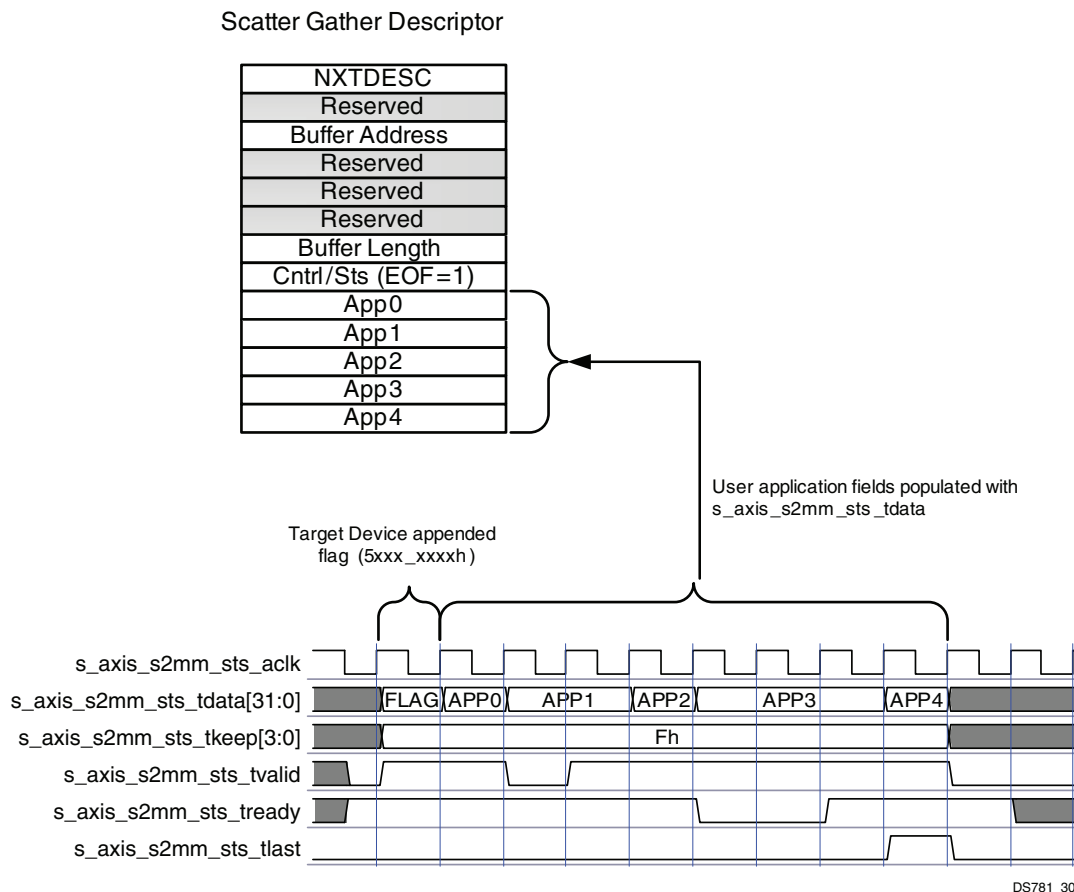 Scatter Gather Descriptor
NXTDESC
Reserved
Buffer Address
Reserved
Reserved
Reserved
Buffer Length
Cntrl/Sts (EOF=1)
App0
App1
App2
App3
App4
User application fields populated with
s_axis_s2mm_sts_tdata
Target Device appended
flag (5xxx_xxxxh)
s_axis_s2mm_sts_aclk
s_axis_s2mm_sts_tdata[31:0] FLAG APP0 APP1 APP2 APP3 APP4
s_axis_s2mm_sts_tkeep[3:0] Fh
s_axis_s2mm_sts_tvalid
s_axis_s2mm_sts_tready
s_axis_s2mm_sts_tlast
DS781_30